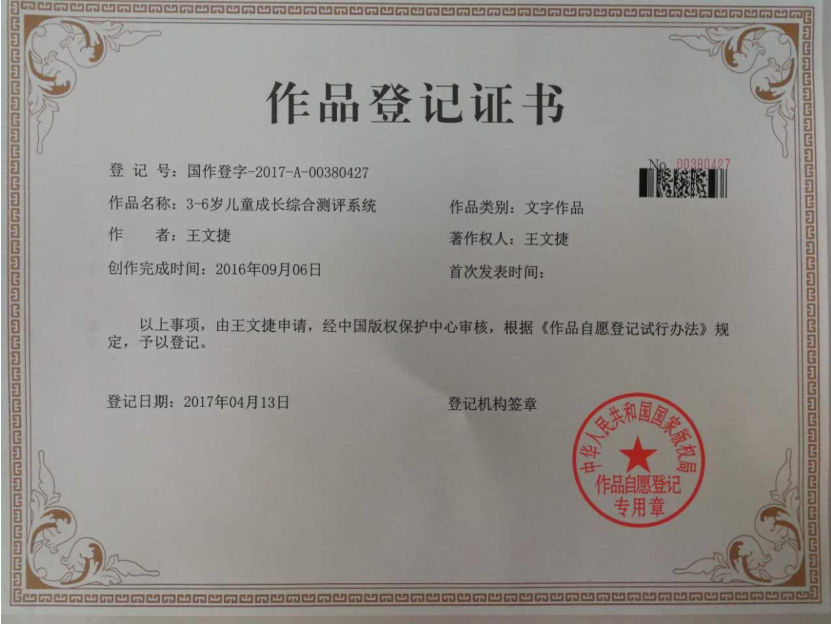 作品登记证书
No. 00380427
登 记 号：国作登字-2017-A-00380427
作品名称：3-6岁儿童成长综合测评系统
作品类别：文字作品
作 者：王文捷
著作权人：王文捷
创作完成时间：2016年09月06日
首次发表时间：
以上事项，由王文捷申请，经中国版权保护中心审核，根据《作品自愿登记试行办法》规
定，予以登记。
登记日期：2017年04月13日
登记机构签章
中华人民共和国国家版权局
作品自愿登记
专用章